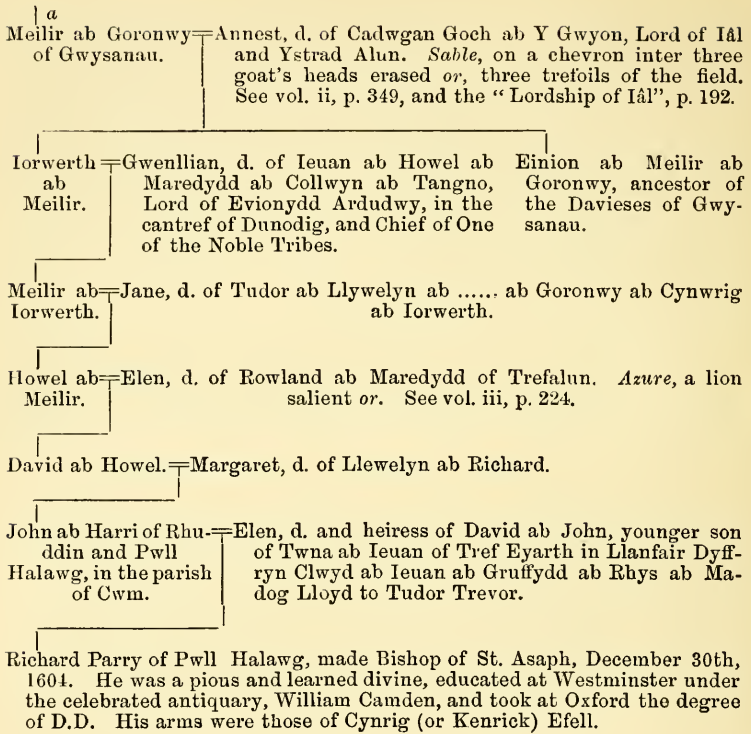 a
Meilir ab Goronwy
of Gwysanau.
Annest, d. of Cadwgan Goch ab Y Gwyon, Lord of Iâl
and Ystrad Alun. Sable, on a chevron inter three
goat's heads erased or, three trefoils of the field.
See vol. ii, p. 349, and the "Lordship of Iâl", p. 192.
Iorwerth
ab
Meilir.
Gwenllian, d. of Ieuan ab Howel ab
Maredydd ab Collwyn ab Tangno,
Lord of Evionydd Ardudwy, in the
cantref of Dunodig, and Chief of One
of the Noble Tribes.
Einion ab Meilir ab
Goronwy, ancestor of
the Davieses of Gwy-
sanau.
Meilir ab
Iorwerth.
Jane, d. of Tudor ab Llywelyn ab ...... ab Goronwy ab Cynwrig
ab Iorwerth.
Howel ab
Meilir.
Elen, d. of Rowland ab Maredydd of Trefalun. Azure, a lion
salient or. See vol. iii, p. 224.
David ab Howel.
Margaret, d. of Llewelyn ab Richard.
John ab Harri of Rhu-
ddin and Pwll
Halawg, in the parish
of Cwm.
Elen, d. and heiress of David ab John, younger son
of Twna ab Ieuan of Tref Eyarth in Llanfair Dyff-
ryn Clwyd ab Ieuan ab Gruffydd ab Rhys ab Ma-
dog Lloyd to Tudor Trevor.
Richard Parry of Pwll Halawg, made Bishop of St. Asaph, December 30th,
1604. He was a pious and learned divine, educated at Westminster under
the celebrated antiquary, William Camden, and took at Oxford the degree
of D.D. His arms were those of Cynrig (or Kenrick) Efell.